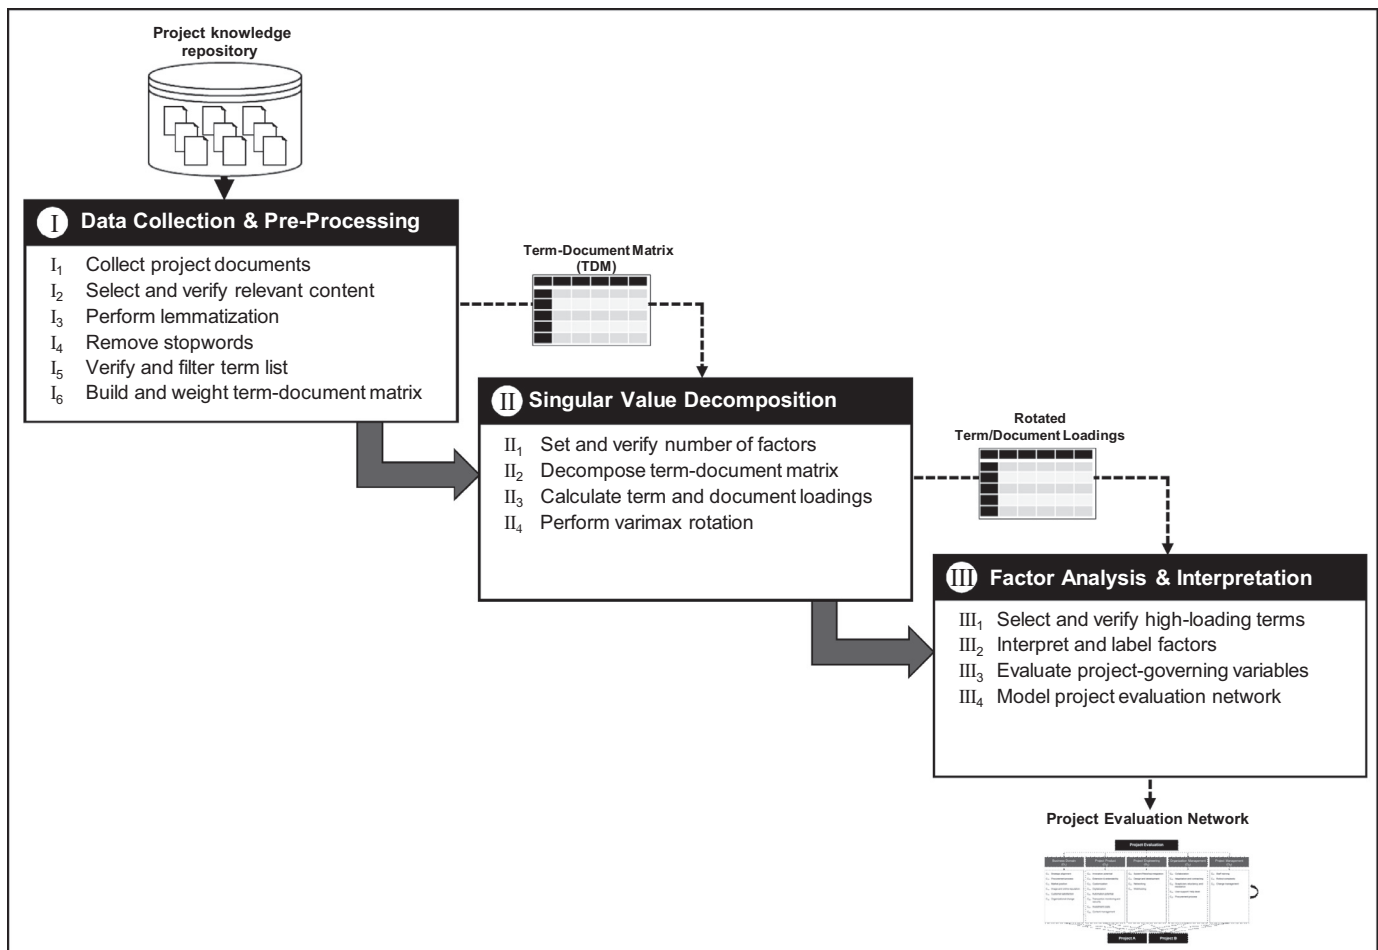 Project knowledge
repository
I Data Collection & Pre-Processing
I1 Collect project documents
I2 Select and verify relevant content
I3 Perform lemmatization
I4 Remove stopwords
I5 Verify and filter term list
I6 Build and weight term-document matrix
Term-Document Matrix
(TDM)
II Singular Value Decomposition
II1 Set and verify number of factors
II2 Decompose term-document matrix
II3 Calculate term and document loadings
II4 Perform varimax rotation
Rotated
Term/Document Loadings
III Factor Analysis & Interpretation
III1 Select and verify high-loading terms
III2 Interpret and label factors
III3 Evaluate project-governing variables
III4 Model project evaluation network
Project Evaluation Network
Project Evaluation
Project A
Project B